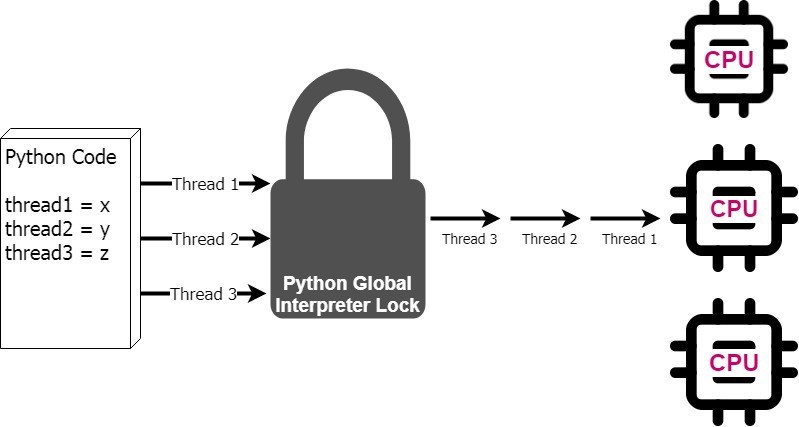 Python Code
thread1 = x
thread2 = y
thread3 = z
Thread 1
Thread 2
Thread 3
Python Global
Interpreter Lock
Thread 3
Thread 2
Thread 1
CPU
CPU
CPU